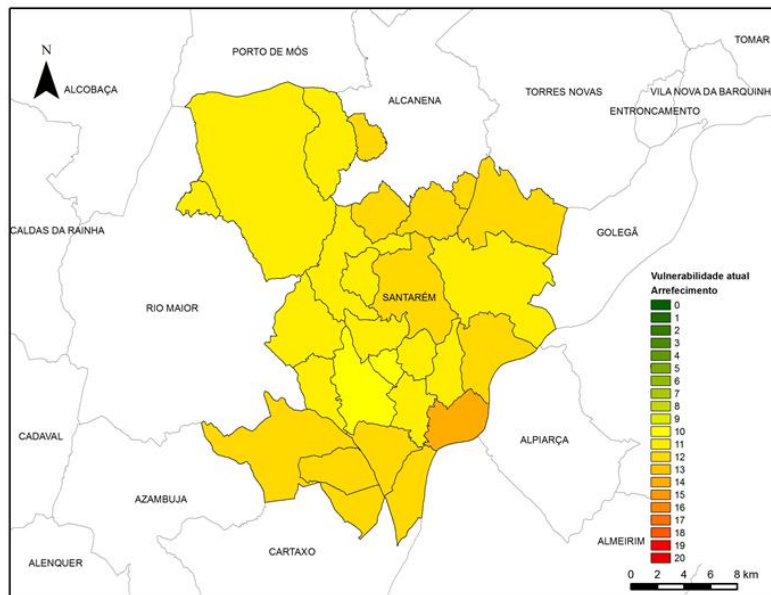 TOMAR
PORTO DE MÓS
N
ALCOBAÇA
ALCANENA
TORRES NOVAS
VILA NOVA DA BARQUINH
ENTRONCAMENTO
CALDAS DA RAINHA
GOLEGÃ
RIO MAIOR
SANTARÉM
Vulnerabilidade atual
Arrefecimento
0
1
2
3
4
5
6
7
8
9
10
11
12
13
14
15
16
17
18
19
20
CADAVAL
ALPIARÇA
AZAMBUJA
ALMEIRIM
CARTAXO
ALENQUER
0 2 4 6 8 km